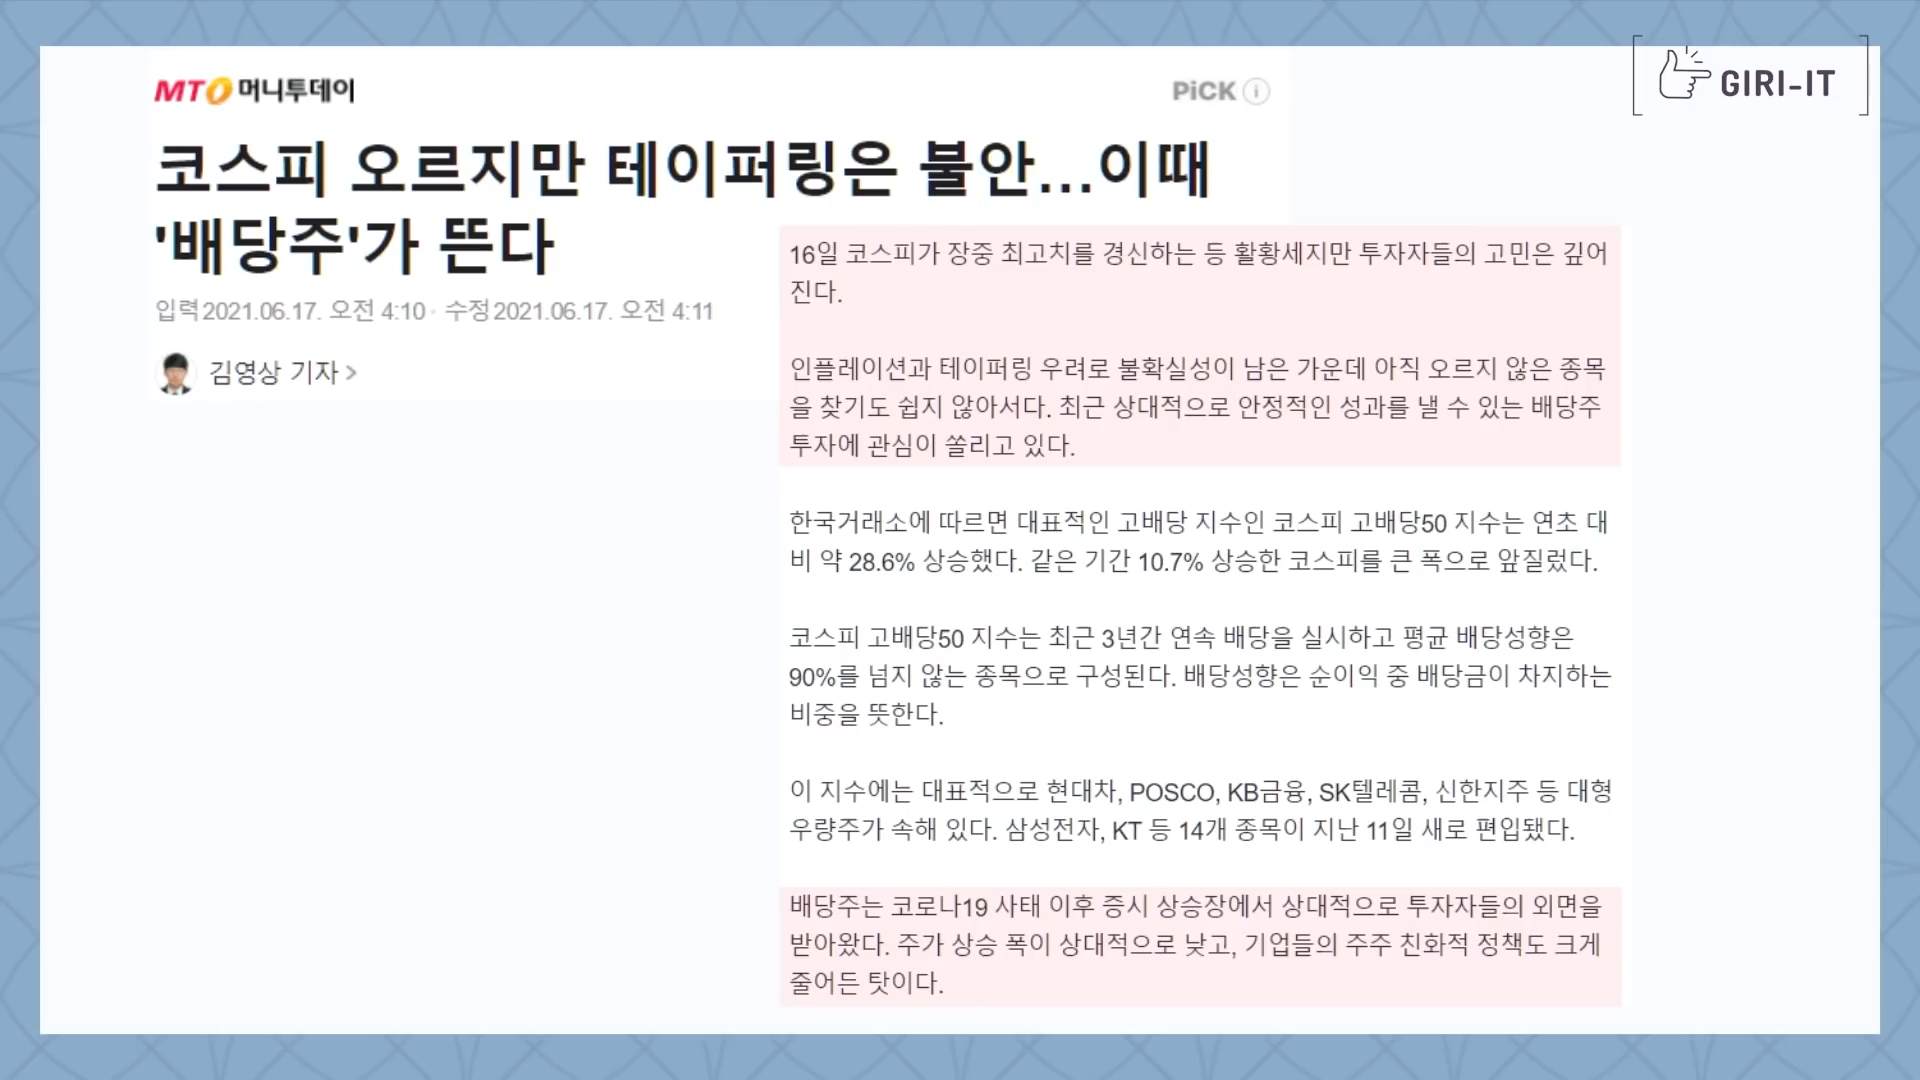 MTO 머니투데이
PiCK
GIRI-IT
코스피 오르지만 테이퍼링은 불안...이때
'배당주'가 뜬다
입력 2021.06.17. 오전 4:10 · 수정 2021.06.17. 오전 4:11
김영상 기자 >
16일 코스피가 장중 최고치를 경신하는 등 활황세지만 투자자들의 고민은 깊어
진다.
인플레이션과 테이퍼링 우려로 불확실성이 남은 가운데 아직 오르지 않은 종목
을 찾기도 쉽지 않아서다. 최근 상대적으로 안정적인 성과를 낼 수 있는 배당주
투자에 관심이 쏠리고 있다.
한국거래소에 따르면 대표적인 고배당 지수인 코스피 고배당50 지수는 연초 대
비 약 28.6% 상승했다. 같은 기간 10.7% 상승한 코스피를 큰 폭으로 앞질렀다.
코스피 고배당50 지수는 최근 3년간 연속 배당을 실시하고 평균 배당성향은
90%를 넘지 않는 종목으로 구성된다. 배당성향은 순이익 중 배당금이 차지하는
비중을 뜻한다.
이 지수에는 대표적으로 현대차, POSCO, KB금융, SK텔레콤, 신한지주 등 대형
우량주가 속해 있다. 삼성전자, KT 등 14개 종목이 지난 11일 새로 편입됐다.
배당주는 코로나19 사태 이후 증시 상승장에서 상대적으로 투자자들의 외면을
받아왔다. 주가 상승 폭이 상대적으로 낮고, 기업들의 주주 친화적 정책도 크게
줄어든 탓이다.